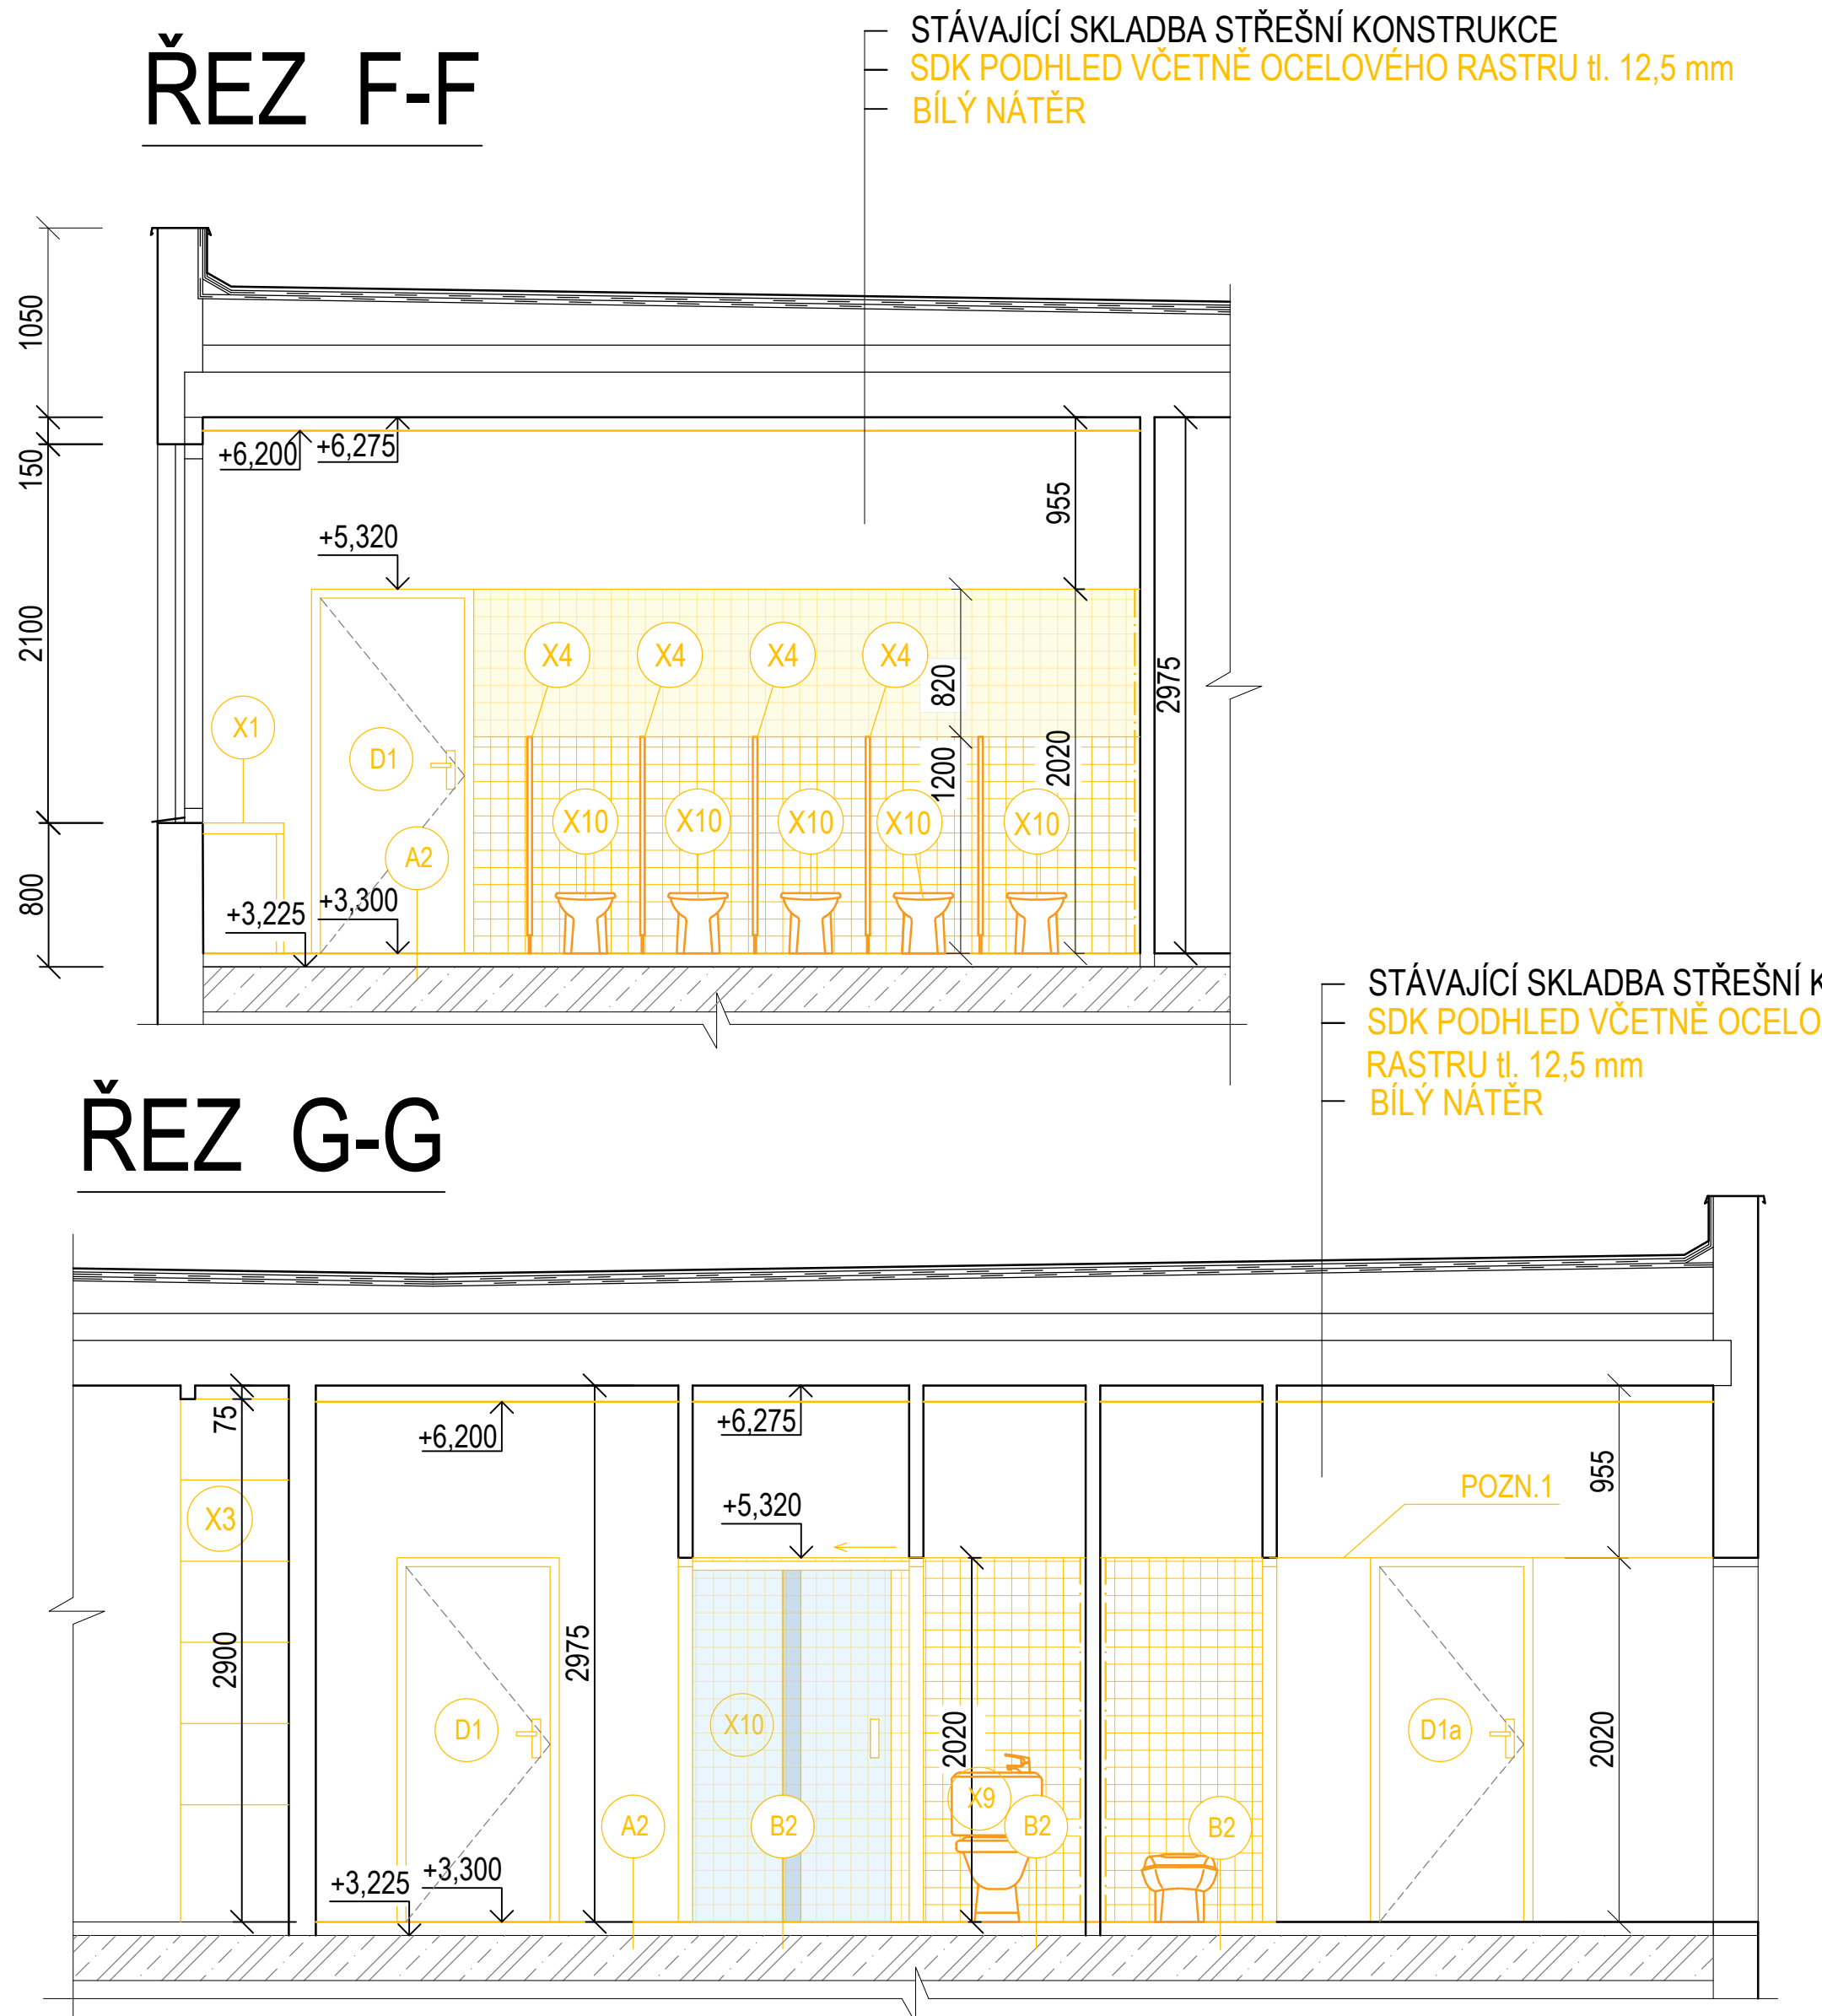 ŘEZ F-F
STÁVAJÍCÍ SKLADBA STŘEŠNÍ KONSTRUKCE
SDK PODHLED VČETNĚ OCELOVÉHO RASTRU tl. 12,5 mm
BÍLÝ NÁTĚR
1050
150
2100
800
+6,200
+6,275
955
+5,320
X4
X4
X4
X4
820
2975
X1
D1
1200
2020
X10
X10
X10
X10
X10
A2
+3,225
+3,300
STÁVAJÍCÍ SKLADBA STŘEŠNÍ K
SDK PODHLED VČETNĚ OCELO
RASTRU tl. 12,5 mm
BÍLÝ NÁTĚR
ŘEZ G-G
75
+6,200
+6,275
955
POZN.1
X3
+5,320
2900
2975
D1
X10
2020
D1a
2020
X9
A2
B2
B2
B2
+3,225
+3,300